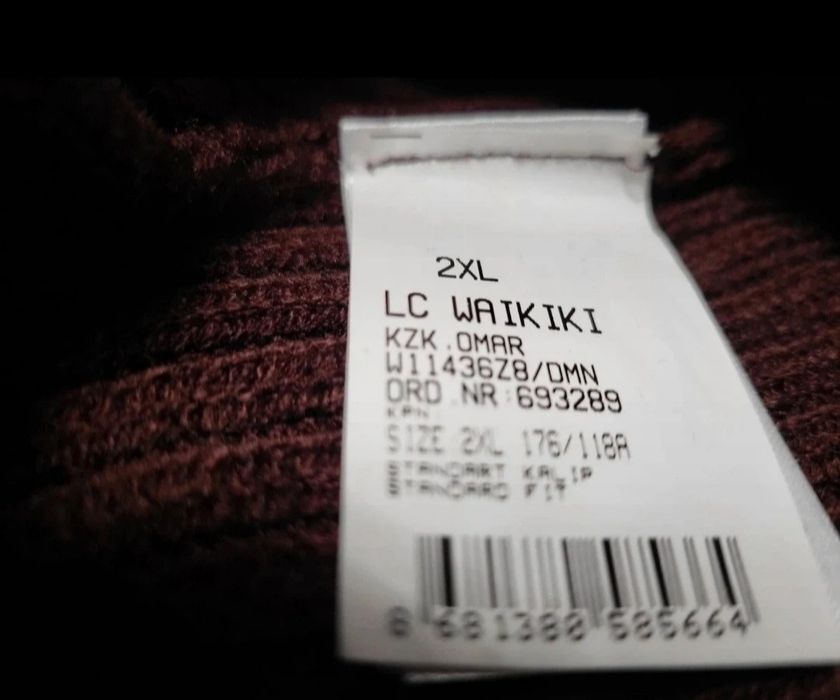 2XL
LC WAIKIKI
KZK.OMAR
W11436Z8/DMN
ORD NR:693289
KPN:
SIZE 2XL 176/118A
STANDART KALIP
STANDARD FIT
8 681380 585664